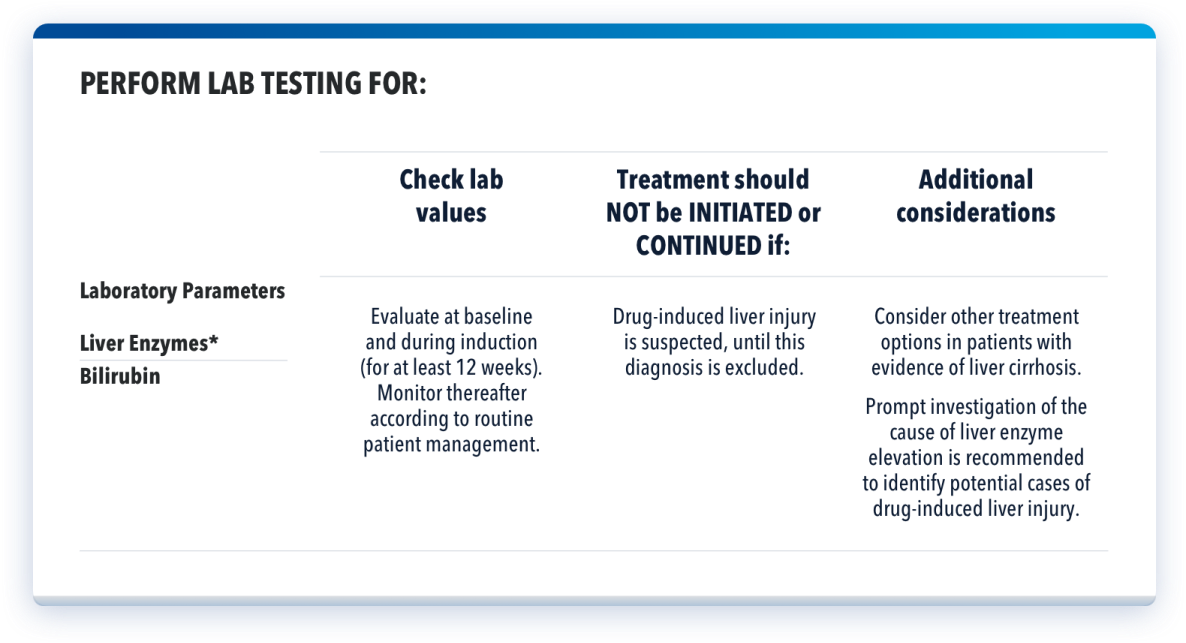 PERFORM LAB TESTING FOR:
Check lab
values
Treatment should
NOT be INITIATED or
CONTINUED if:
Additional
considerations
Laboratory Parameters
Liver Enzymes*
Bilirubin
Evaluate at baseline
and during induction
(for at least 12 weeks).
Monitor thereafter
according to routine
patient management.
Drug-induced liver injury
is suspected, until this
diagnosis is excluded.
Consider other treatment
options in patients with
evidence of liver cirrhosis.
Prompt investigation of the
cause of liver enzyme
elevation is recommended
to identify potential cases of
drug-induced liver injury.